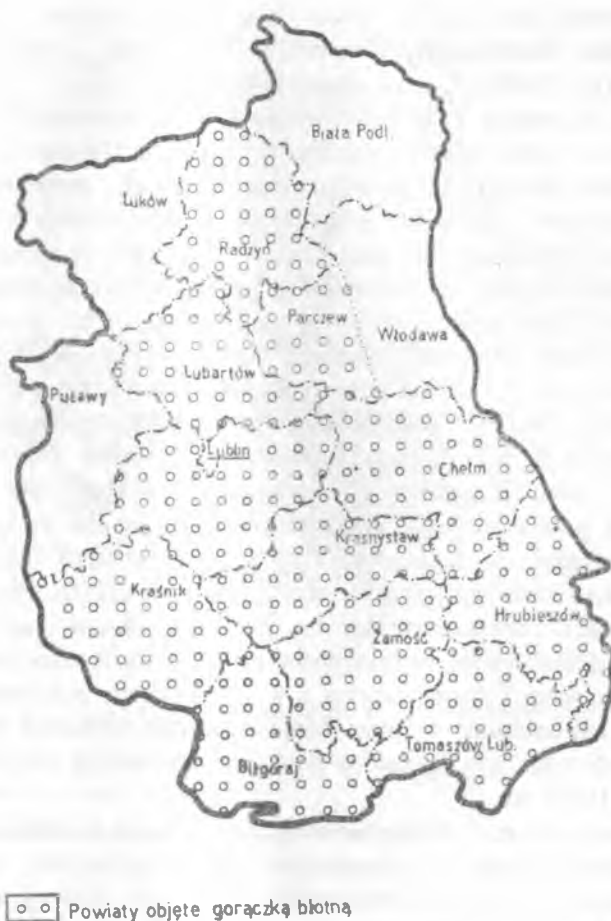 Biała Podl.
Łuków
Radzyń
Parczew
Włodawa
Lubartów
Puławy
Lublin
Chełm
Krasnystaw
Kraśnik
Hrubieszów
Zamość
Tomaszów Lub.
Biłgoraj
Powiaty objęte gorączką błotną